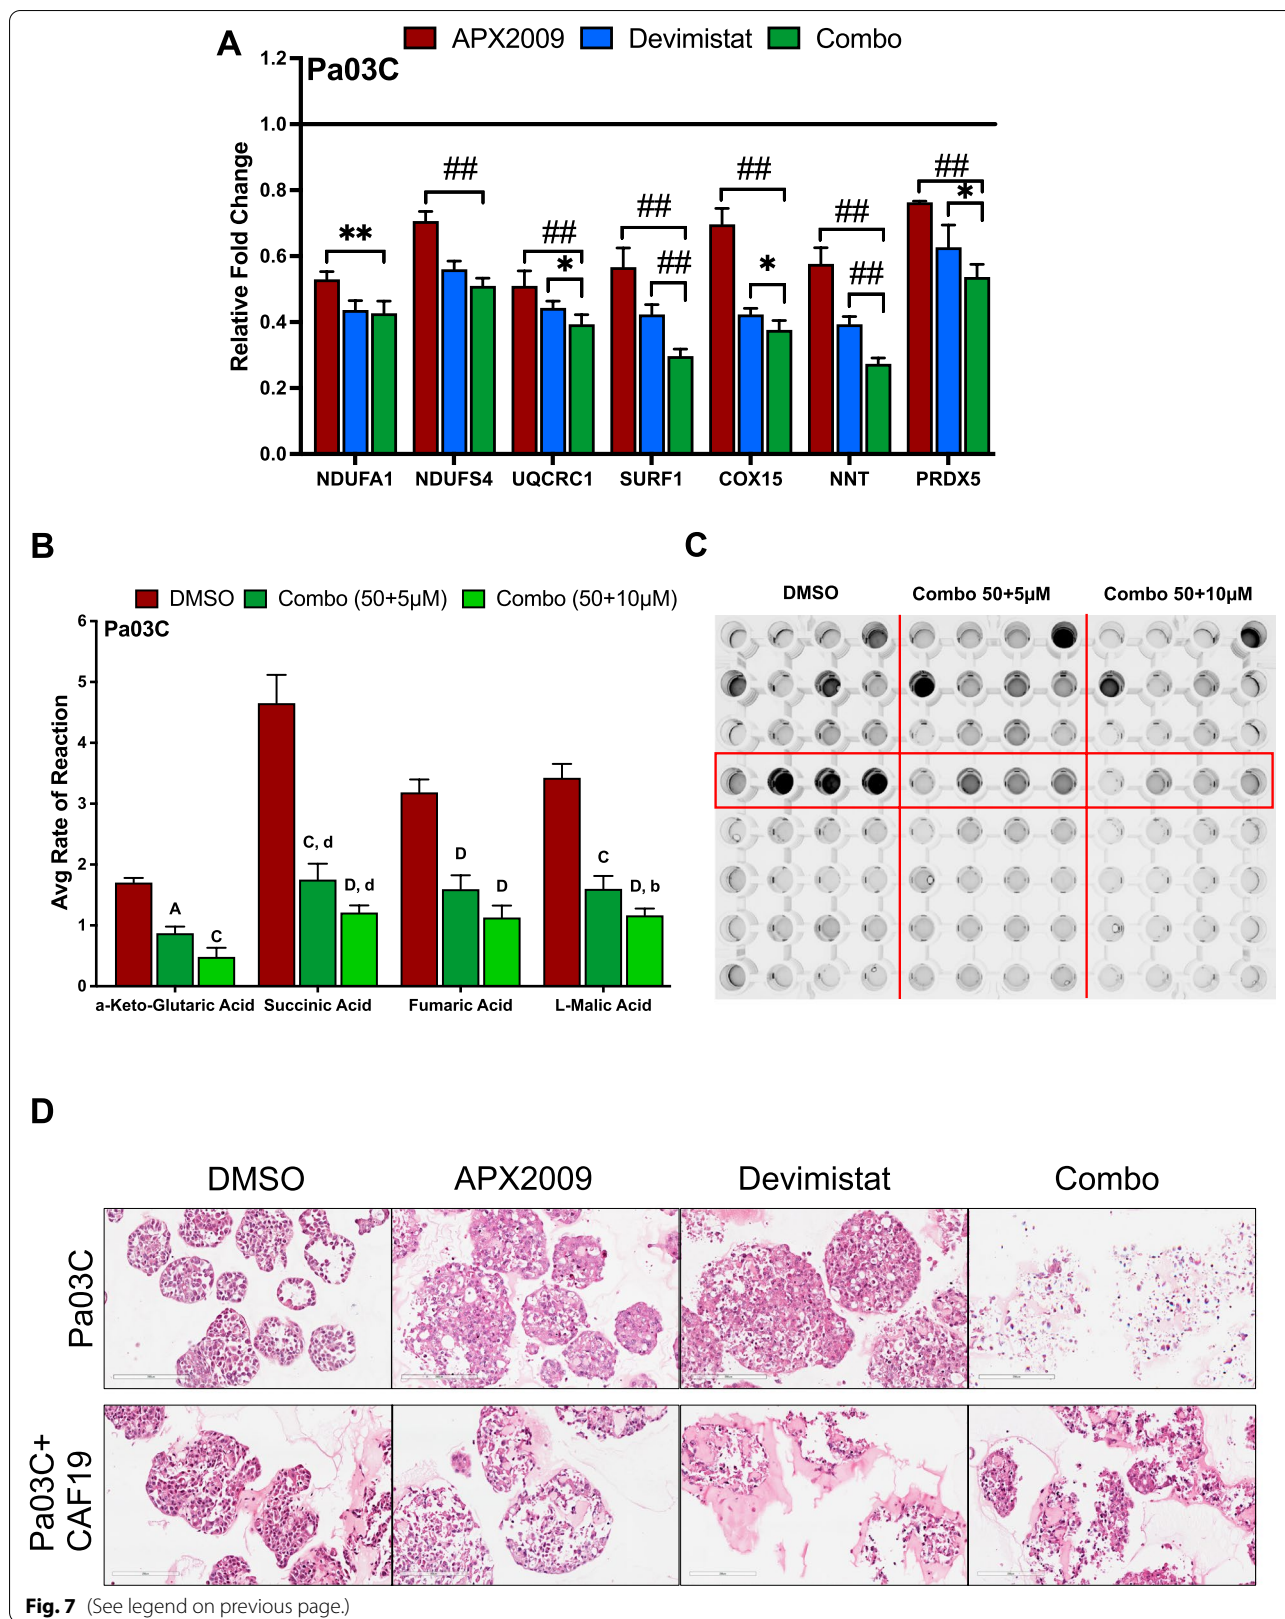 A
APX2009 Devimistat Combo
Pa03C
1.2
1.0
0.8
0.6
0.4
0.2
0.0
Relative Fold Change
** ## ## * ## ## ## * ## ## ## *
NDUFA1 NDUFS4 UQCRC1 SURF1 COX15 NNT PRDX5
B
DMSO Combo (50+5µM) Combo (50+10µM)
Pa03C
6
5
4
3
2
1
0
Avg Rate of Reaction
A C C, d D, d D D C D, b
a-Keto-Glutaric Acid Succinic Acid Fumaric Acid L-Malic Acid
C
DMSO Combo 50+5µM Combo 50+10µM
D
DMSO APX2009 Devimistat Combo
Pa03C
Pa03C+
CAF19
Fig. 7 (See legend on previous page.)